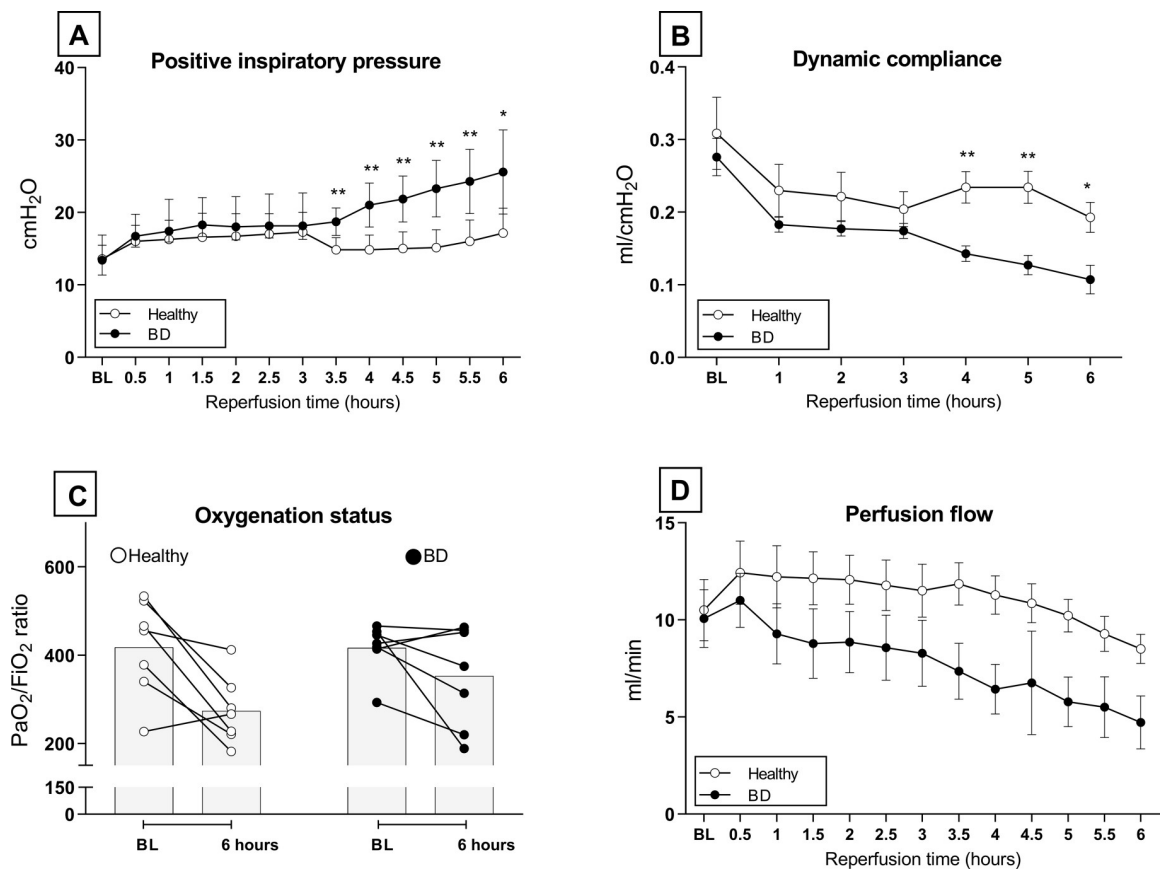 A
Positive inspiratory pressure
cmH2O
40
30
20
10
0
** ** ** ** ** *
Healthy
BD
BL 0.5 1 1.5 2 2.5 3 3.5 4 4.5 5 5.5 6
Reperfusion time (hours)
B
Dynamic compliance
ml/cmH2O
0.4
0.3
0.2
0.1
0.0
** ** *
Healthy
BD
BL 1 2 3 4 5 6
Reperfusion time (hours)
C
Oxygenation status
PaO2/FiO2 ratio
Healthy BD
600
400
200
150
0
BL 6 hours BL 6 hours
D
Perfusion flow
ml/min
15
10
5
0
Healthy
BD
BL 0.5 1 1.5 2 2.5 3 3.5 4 4.5 5 5.5 6
Reperfusion time (hours)